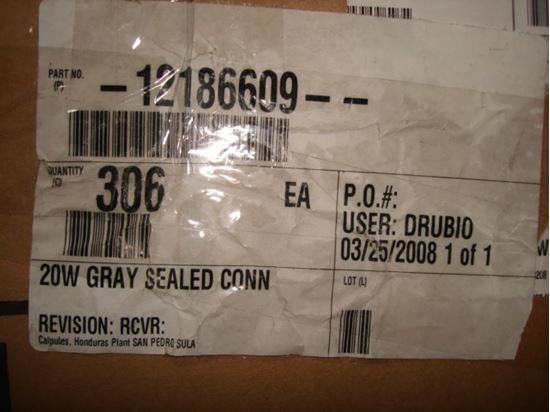 PART NO.
(P)
-12186609--
QUANTITY
(Q)
306
EA
P.O.#:
USER: DRUBIO
03/25/2008 1 of 1
20W GRAY SEALED CONN
LOT (L)
REVISION: RCVR:
Calpules, Honduras Plant SAN PEDRO SULA
W